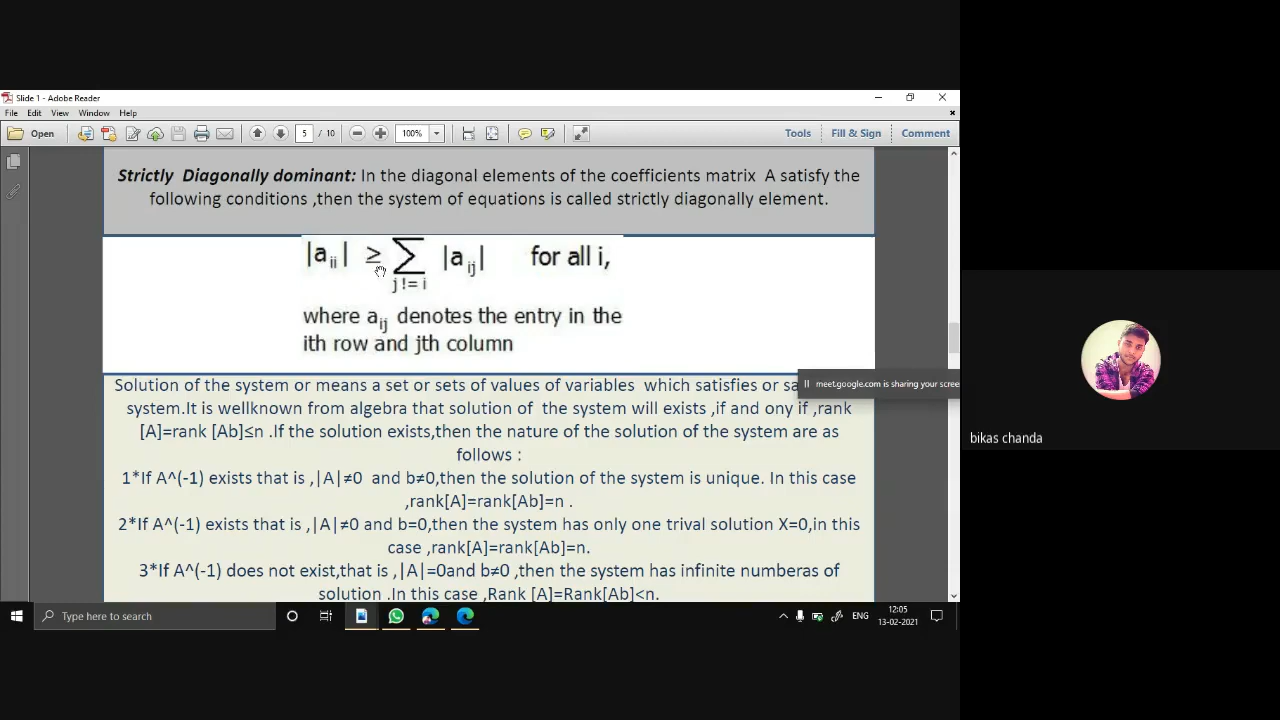 Slide 1 - Adobe Reader
File Edit View Window Help
Open 5 / 10 100% Tools Fill & Sign Comment
Strictly Diagonally dominant: In the diagonal elements of the coefficients matrix A satisfy the
following conditions ,then the system of equations is called strictly diagonally element.
|aii| ≥ ∑ |aij| for all i,
j != i
where aij denotes the entry in the
ith row and jth column
Solution of the system or means a set or sets of values of variables which satisfies or sa
meet.google.com is sharing your scree
system.It is wellknown from algebra that solution of the system will exists ,if and ony if ,rank
[A]=rank [Ab]≤n .If the solution exists,then the nature of the solution of the system are as
follows :
1*If A^(-1) exists that is ,|A|≠0 and b≠0,then the solution of the system is unique. In this case
,rank[A]=rank[Ab]=n .
2*If A^(-1) exists that is ,|A|≠0 and b=0,then the system has only one trival solution X=0,in this
case ,rank[A]=rank[Ab]=n.
3*If A^(-1) does not exist,that is ,|A|=0and b≠0 ,then the system has infinite numberas of
solution .In this case ,Rank [A]=Rank[Ab]<n.
bikas chanda
Type here to search
ENG
12:05
13-02-2021